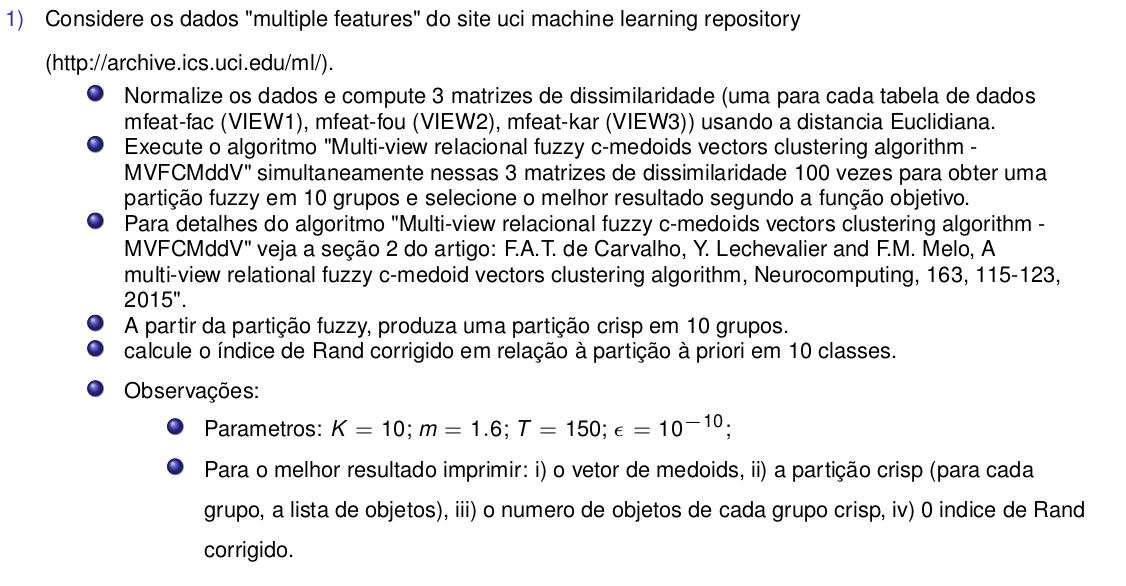 1) Considere os dados "multiple features" do site uci machine learning repository
(http://archive.ics.uci.edu/ml/).
Normalize os dados e compute 3 matrizes de dissimilaridade (uma para cada tabela de dados
mfeat-fac (VIEW1), mfeat-fou (VIEW2), mfeat-kar (VIEW3)) usando a distancia Euclidiana.
Execute o algoritmo "Multi-view relacional fuzzy c-medoids vectors clustering algorithm -
MVFCMddV" simultaneamente nessas 3 matrizes de dissimilaridade 100 vezes para obter uma
partição fuzzy em 10 grupos e selecione o melhor resultado segundo a função objetivo.
Para detalhes do algoritmo "Multi-view relacional fuzzy c-medoids vectors clustering algorithm -
MVFCMddV" veja a seção 2 do artigo: F.A.T. de Carvalho, Y. Lechevalier and F.M. Melo, A
multi-view relational fuzzy c-medoid vectors clustering algorithm, Neurocomputing, 163, 115-123,
2015".
A partir da partição fuzzy, produza uma partição crisp em 10 grupos.
calcule o índice de Rand corrigido em relação à partição à priori em 10 classes.
Observações:
Parametros: K = 10; m = 1.6; T = 150; ϵ = 10⁻¹⁰;
Para o melhor resultado imprimir: i) o vetor de medoids, ii) a partição crisp (para cada
grupo, a lista de objetos), iii) o numero de objetos de cada grupo crisp, iv) 0 indice de Rand
corrigido.